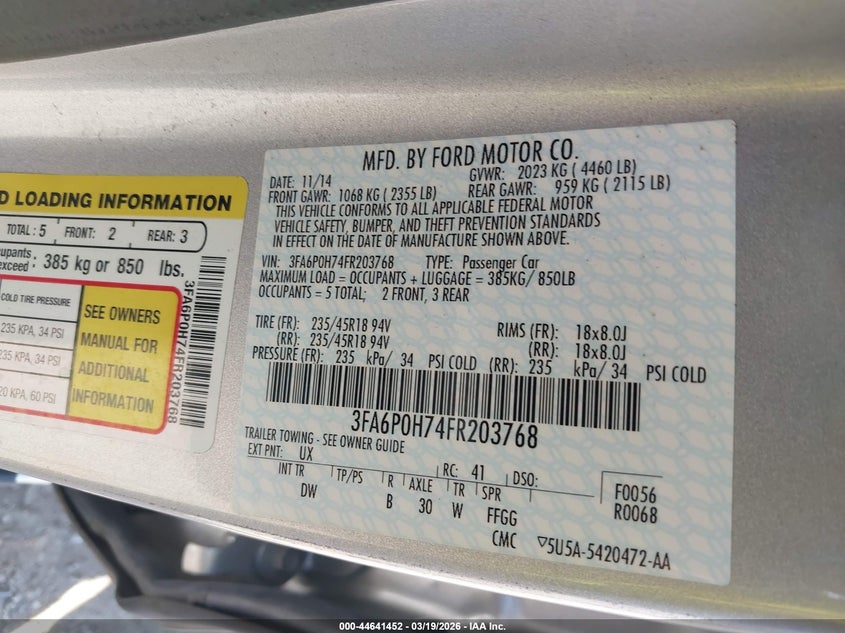 D LOADING INFORMATION
TOTAL: 5 FRONT: 2 REAR: 3
upants
exceed: 385 kg or 850 lbs.
COLD TIRE PRESSURE
235 KPA, 34 PSI
235 KPA, 34 PSI
20 KPA, 60 PSI
SEE OWNERS
MANUAL FOR
ADDITIONAL
INFORMATION
3FA6P0H74FR203768
MFD. BY FORD MOTOR CO.
DATE: 11/14 GVWR: 2023 KG ( 4460 LB)
FRONT GAWR: 1068 KG ( 2355 LB) REAR GAWR: 959 KG ( 2115 LB)
THIS VEHICLE CONFORMS TO ALL APPLICABLE FEDERAL MOTOR
VEHICLE SAFETY, BUMPER, AND THEFT PREVENTION STANDARDS
IN EFFECT ON THE DATE OF MANUFACTURE SHOWN ABOVE.
VIN: 3FA6P0H74FR203768 TYPE: Passenger Car
MAXIMUM LOAD = OCCUPANTS + LUGGAGE = 385KG/ 850LB
OCCUPANTS = 5 TOTAL; 2 FRONT, 3 REAR
TIRE (FR): 235/45R18 94V RIMS (FR): 18x8.0J
(RR): 235/45R18 94V (RR): 18x8.0J
PRESSURE (FR): 235 kPa/ 34 PSI COLD (RR): 235 kPa/ 34 PSI COLD
3FA6P0H74FR203768
TRAILER TOWING - SEE OWNER GUIDE
EXT PNT: UX RC: 41 DSO:
INT TR TP/PS R AXLE TR SPR
DW B 30 W FFGG
CMC
F0056
R0068
▽5U5A-5420472-AA
000-44641452 - 03/19/2026 - IAA Inc.